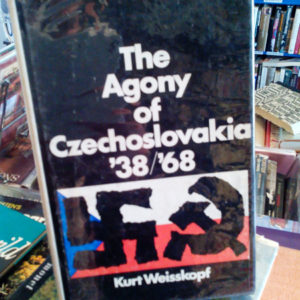 The
Agony
of
Czechoslovakia
'38/'68
Kurt Weisskopf